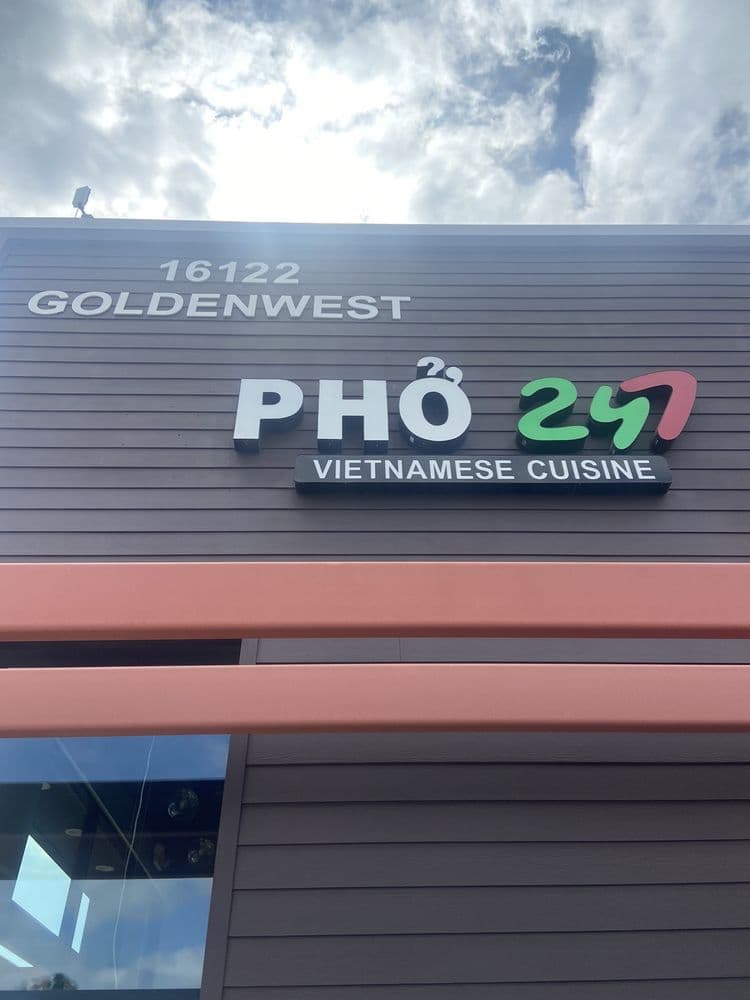 16122
GOLDENWEST
PHỞ 247
VIETNAMESE CUISINE